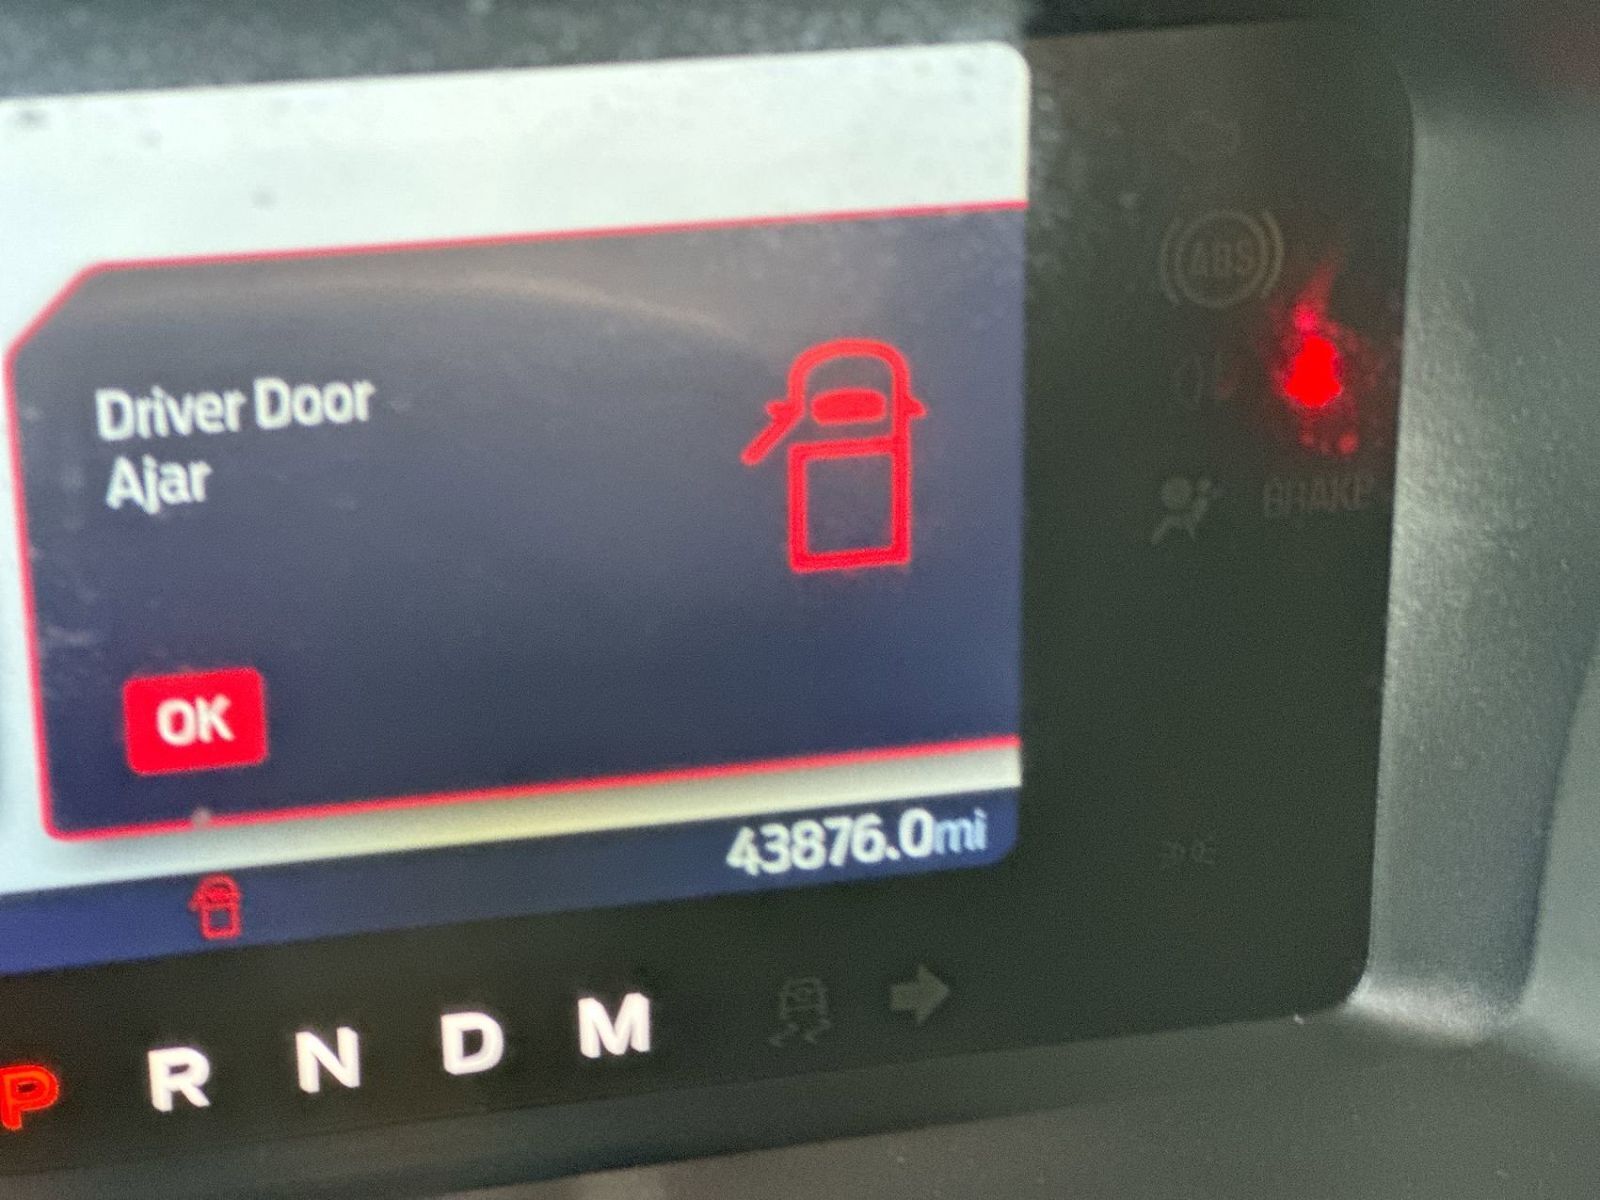 ABS
Driver Door
Ajar
BRAKE
OK
43876.0mi
P R N D M